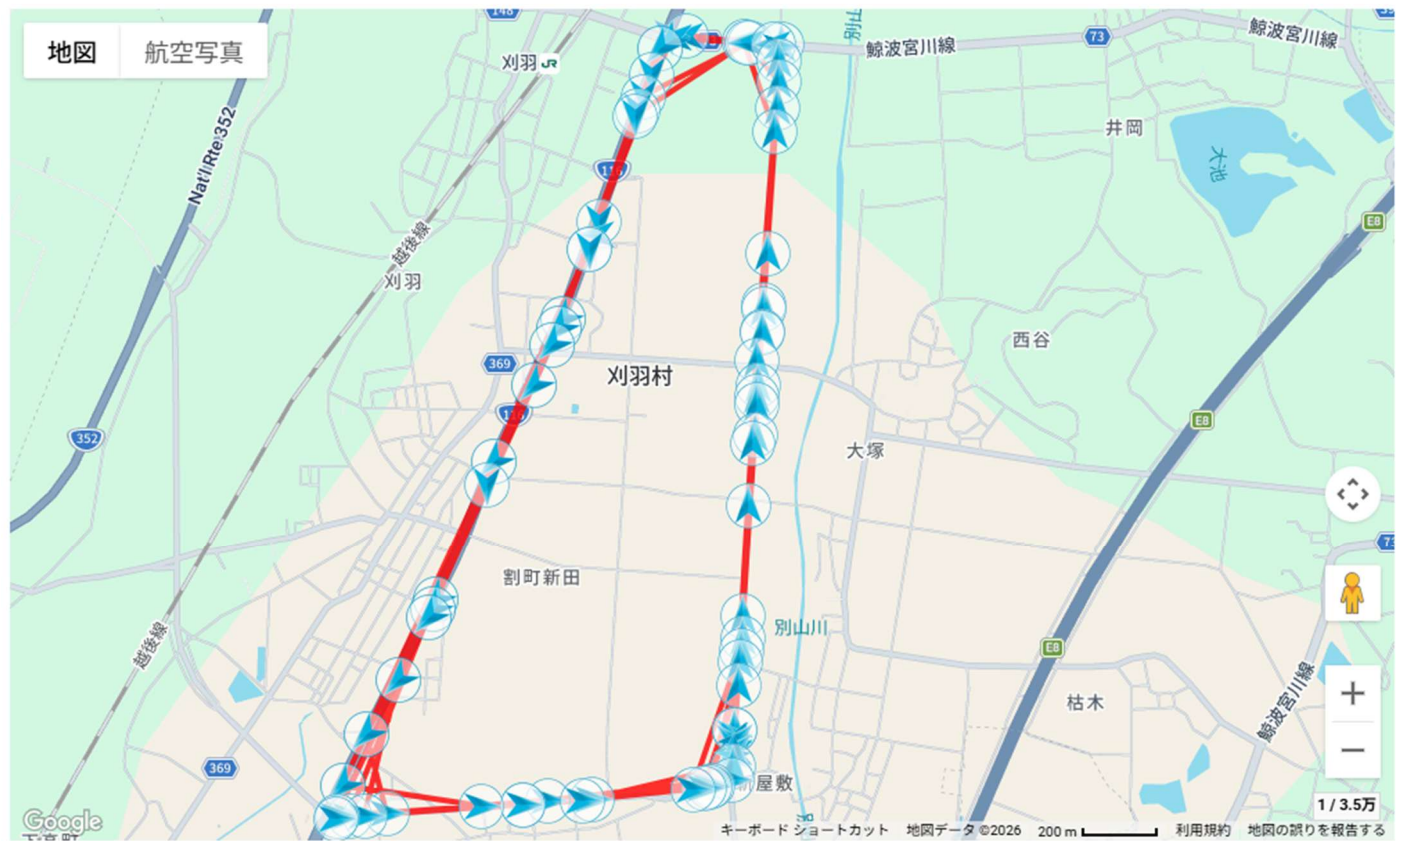 148
地図
航空写真
刈羽 JR
別山
73
鯨波宮川線
鯨波宮川線
井岡
大池
Nat'l Rte 352
越後線
E8
刈羽
西谷
369
刈羽村
352
E8
大塚
割町新田
別山川
越後線
E8
枯木
鯨波宮川線
369
屋敷
1 / 3.5万
Google
キーボード ショートカット
地図データ ©2026
200 m
利用規約
地図の誤りを報告する